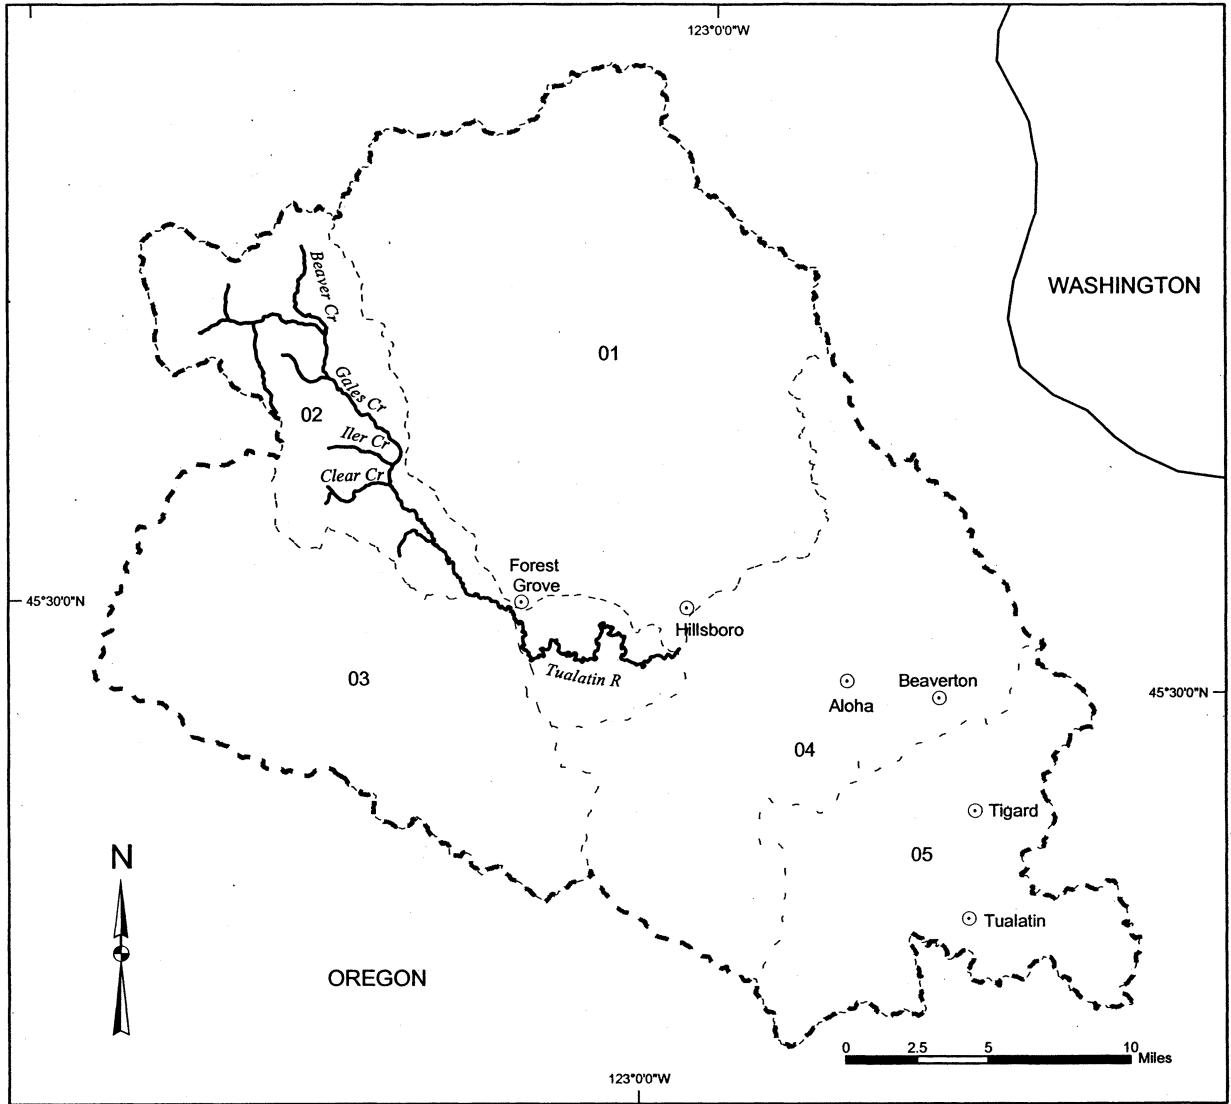 123°0'0"W
WASHINGTON
Beaver Cr
01
Gales Cr
02
Iler Cr
Clear Cr
Forest
Grove
45°30'0"N
Hillsboro
Tualatin R
03
Beaverton
Aloha
45°30'0"N
04
Tigard
05
N
Tualatin
OREGON
0 2.5 5 10
Miles
123°0'0"W